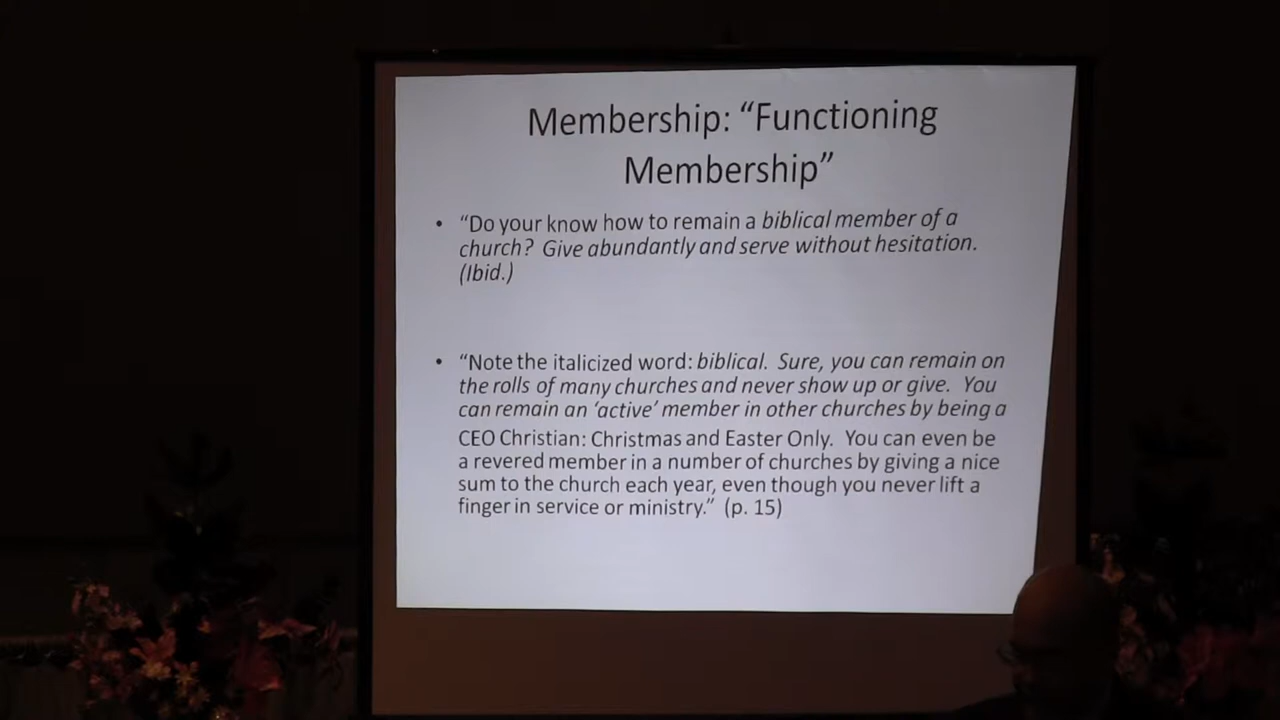 Membership: “Functioning
Membership”
• “Do your know how to remain a biblical member of a
church? Give abundantly and serve without hesitation.
(Ibid.)
• “Note the italicized word: biblical. Sure, you can remain on
the rolls of many churches and never show up or give. You
can remain an ‘active’ member in other churches by being a
CEO Christian: Christmas and Easter Only. You can even be
a revered member in a number of churches by giving a nice
sum to the church each year, even though you never lift a
finger in service or ministry.” (p. 15)